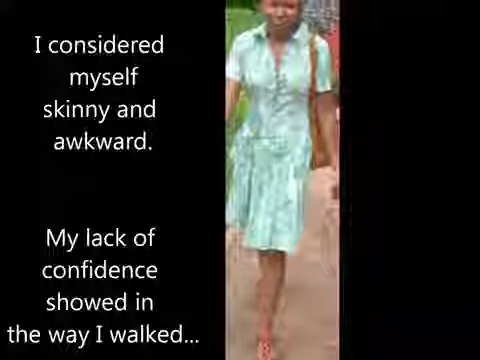 I considered
myself
skinny and
awkward.
My lack of
confidence
showed in
the way I walked...